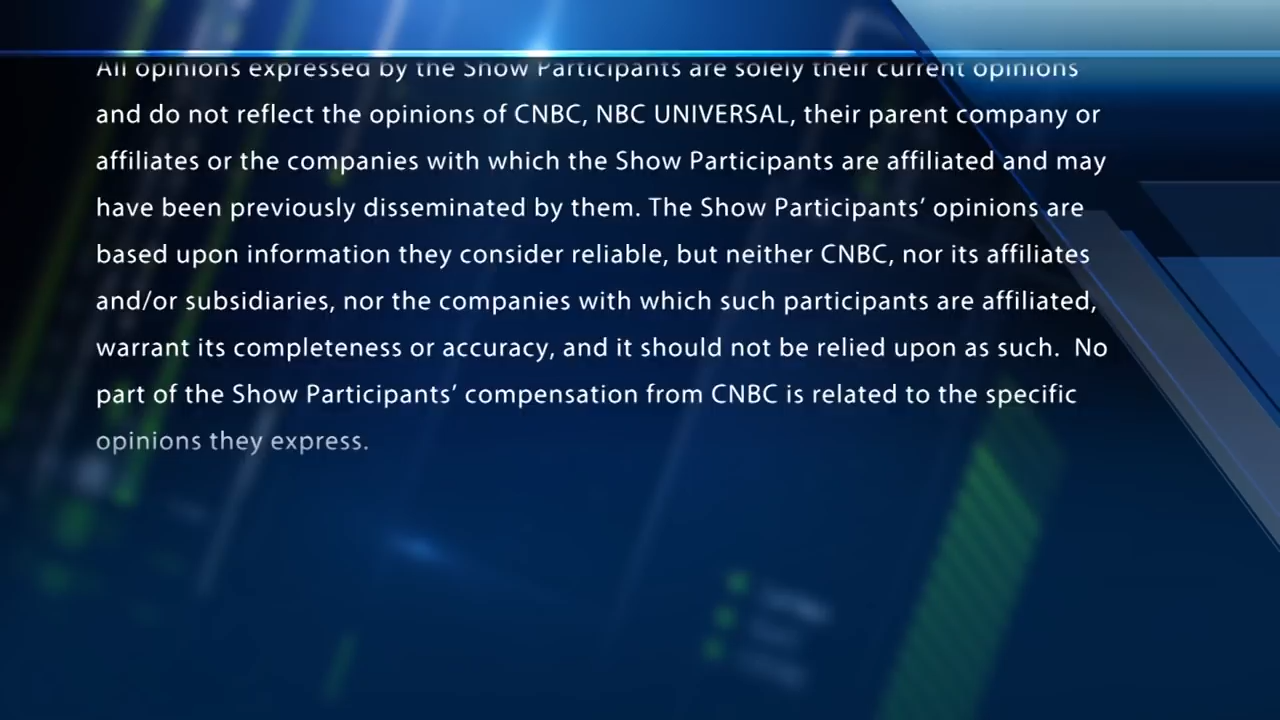 All opinions expressed by the Show Participants are solely their current opinions
and do not reflect the opinions of CNBC, NBC UNIVERSAL, their parent company or
affiliates or the companies with which the Show Participants are affiliated and may
have been previously disseminated by them. The Show Participants’ opinions are
based upon information they consider reliable, but neither CNBC, nor its affiliates
and/or subsidiaries, nor the companies with which such participants are affiliated,
warrant its completeness or accuracy, and it should not be relied upon as such.  No
part of the Show Participants’ compensation from CNBC is related to the specific
opinions they express.